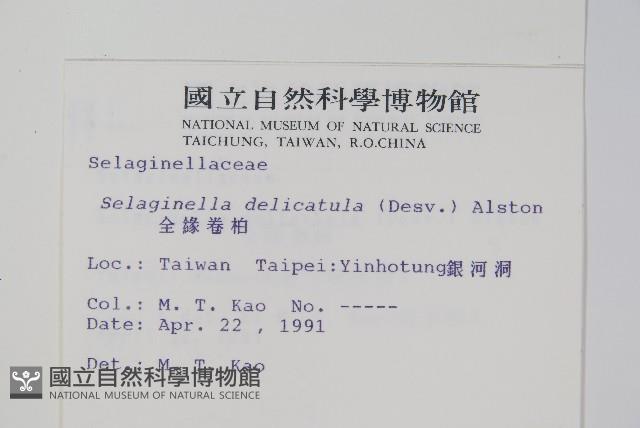 國立自然科學博物館
NATIONAL MUSEUM OF NATURAL SCIENCE
TAICHUNG, TAIWAN, R.O.CHINA
Selaginellaceae
Selaginella delicatula (Desv.) Alston
全緣卷柏
Loc.: Taiwan Taipei:Yinhotung銀河洞
Col.: M. T. Kao No. -----
Date: Apr. 22 , 1991
Det.: M. T. Kao
國立自然科學博物館
NATIONAL MUSEUM OF NATURAL SCIENCE